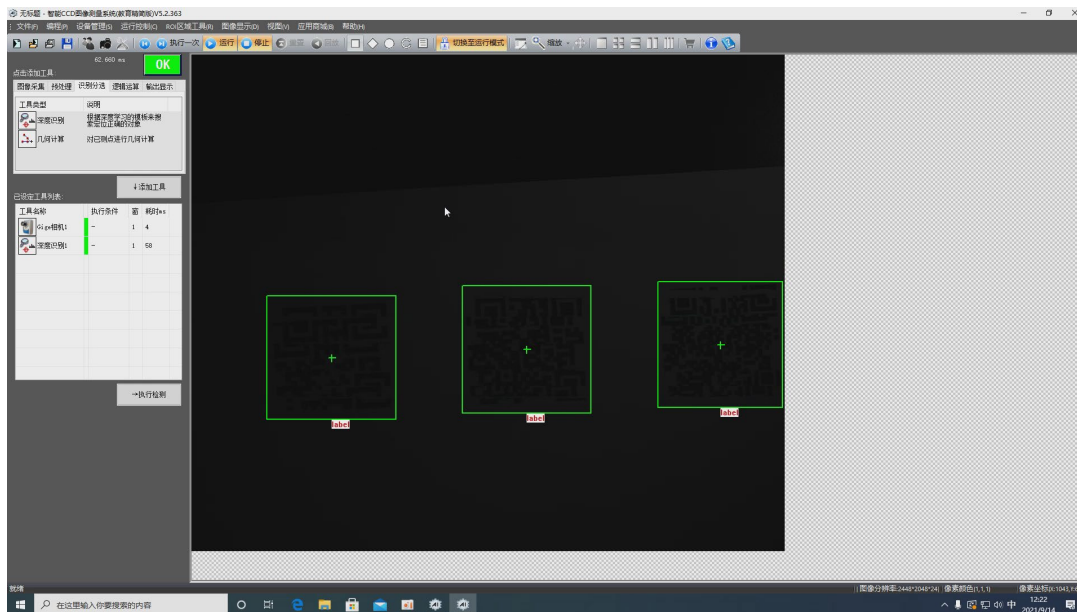 无标题 - 智能CCD图像测量系统(教育精简版)V5.2.363
文件(F) 编程(P) 设备管理(S) 运行控制(C) ROI区域工具(R) 图像显示(D) 视图(V) 应用商城(B) 帮助(H)
执行一次 运行 停止 切换至运行模式 缩放
62.660 ms
OK
点击添加工具
图像采集 预处理 识别分选 逻辑运算 输出显示
工具类型 说明
深度识别 根据深度学习的模板来搜索定位正确的对象
几何计算 对已测点进行几何计算
↓添加工具
已设定工具列表:
工具名称 执行条件 窗 耗时ms
Gige相机1 - 1 4
深度识别1 - 1 58
→执行检测
label
label
label
就绪
图像分辨率:2448*2048*24 像素颜色(1,1,1) 像素坐标(x:1043,
在这里输入你要搜索的内容
中
12:22
2021/9/14